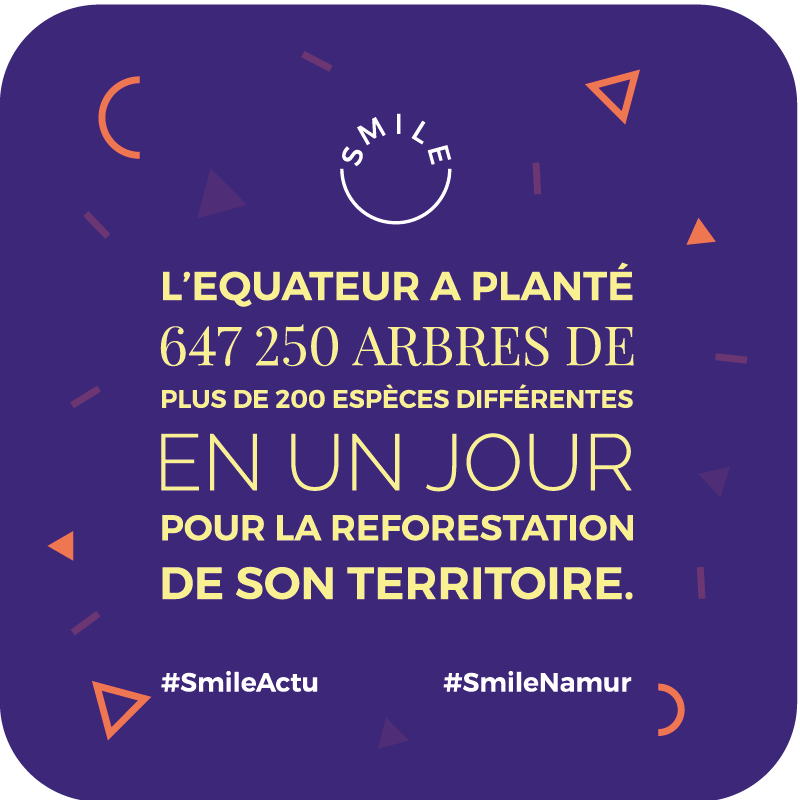 SMILE
L’EQUATEUR A PLANTÉ
647 250 ARBRES DE
PLUS DE 200 ESPÈCES DIFFÉRENTES
EN UN JOUR
POUR LA REFORESTATION
DE SON TERRITOIRE.
#SmileActu #SmileNamur